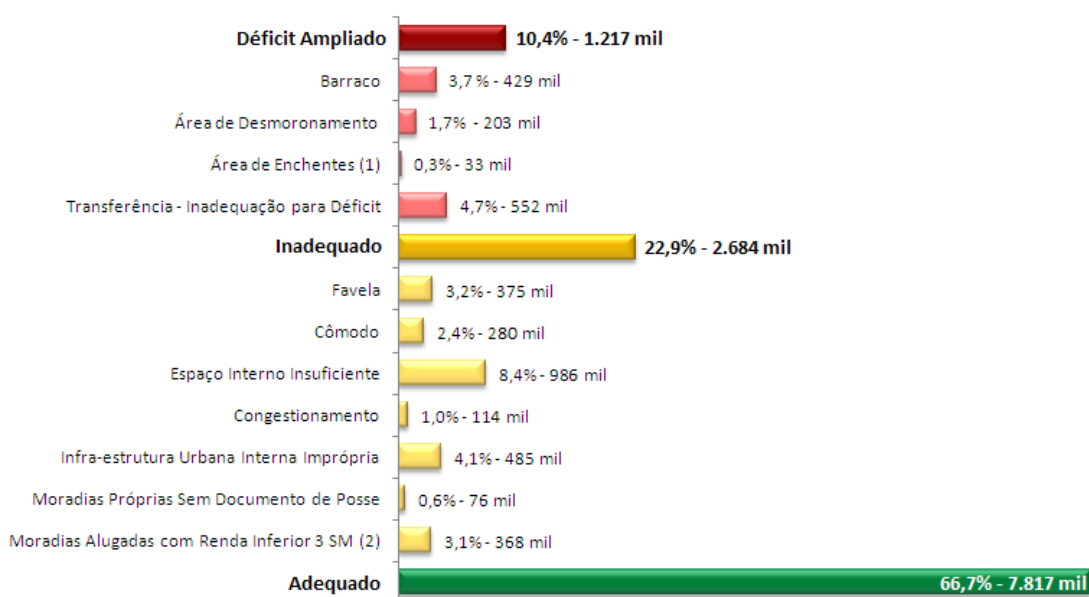 Déficit Ampliado 10,4% - 1.217 mil
Barraco 3,7% - 429 mil
Área de Desmoronamento 1,7% - 203 mil
Área de Enchentes (1) 0,3% - 33 mil
Transferência - Inadequação para Déficit 4,7% - 552 mil
Inadequado 22,9% - 2.684 mil
Favela 3,2% - 375 mil
Cômodo 2,4% - 280 mil
Espaço Interno Insuficiente 8,4% - 986 mil
Congestionamento 1,0% - 114 mil
Infra-estrutura Urbana Interna Imprópria 4,1% - 485 mil
Moradias Próprias Sem Documento de Posse 0,6% - 76 mil
Moradias Alugadas com Renda Inferior 3 SM (2) 3,1% - 368 mil
Adequado 66,7% - 7.817 mil